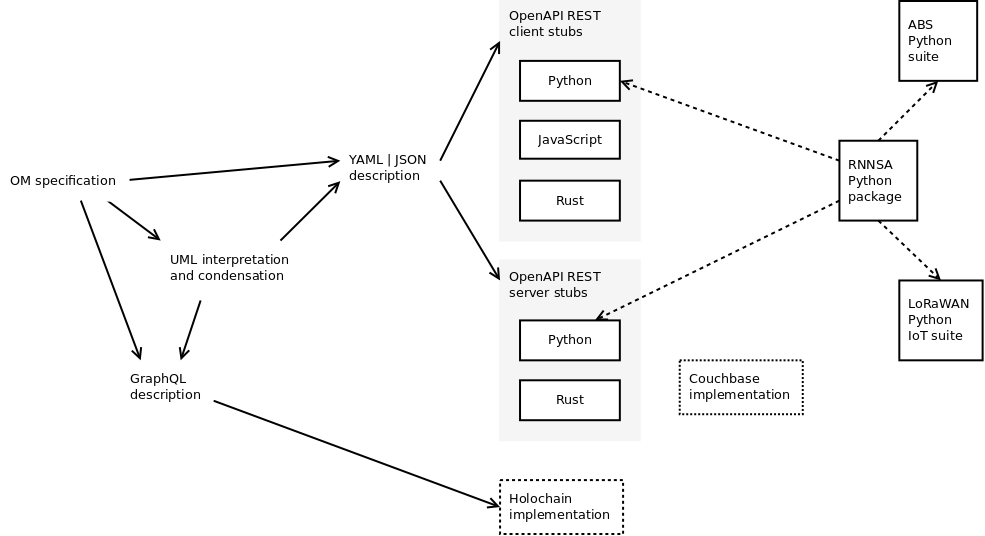 OM specification
UML interpretation
and condensation
GraphQL
description
YAML | JSON
description
OpenAPI REST
client stubs
Python
JavaScript
Rust
OpenAPI REST
server stubs
Python
Rust
Holochain
implementation
Couchbase
implementation
ABS
Python
suite
RNNSA
Python
package
LoRaWAN
Python
IoT suite